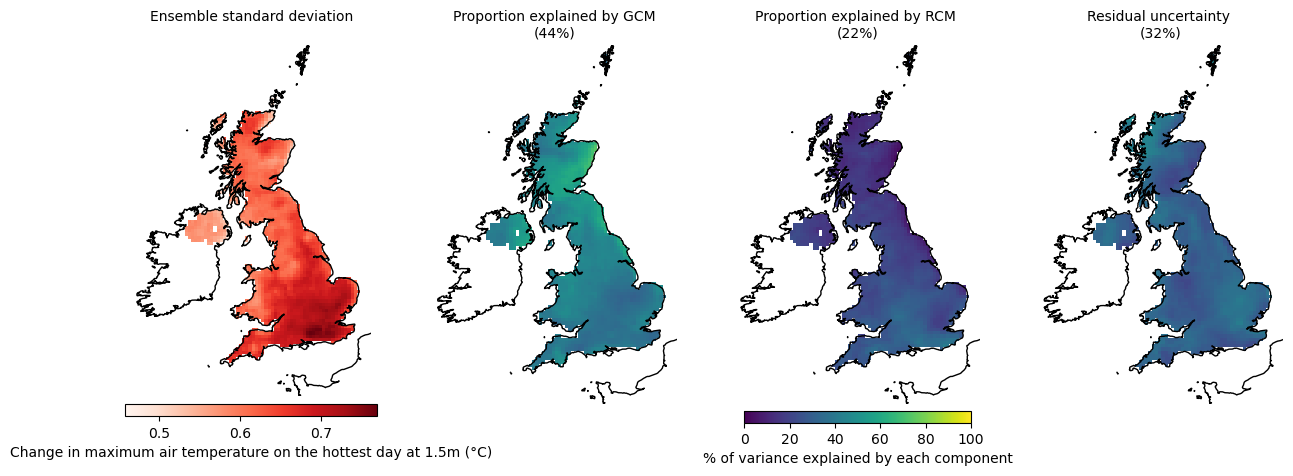 Ensemble standard deviation
Proportion explained by GCM
(44%)
Proportion explained by RCM
(22%)
Residual uncertainty
(32%)
0.5 0.6 0.7
Change in maximum air temperature on the hottest day at 1.5m (°C)
0 20 40 60 80 100
% of variance explained by each component